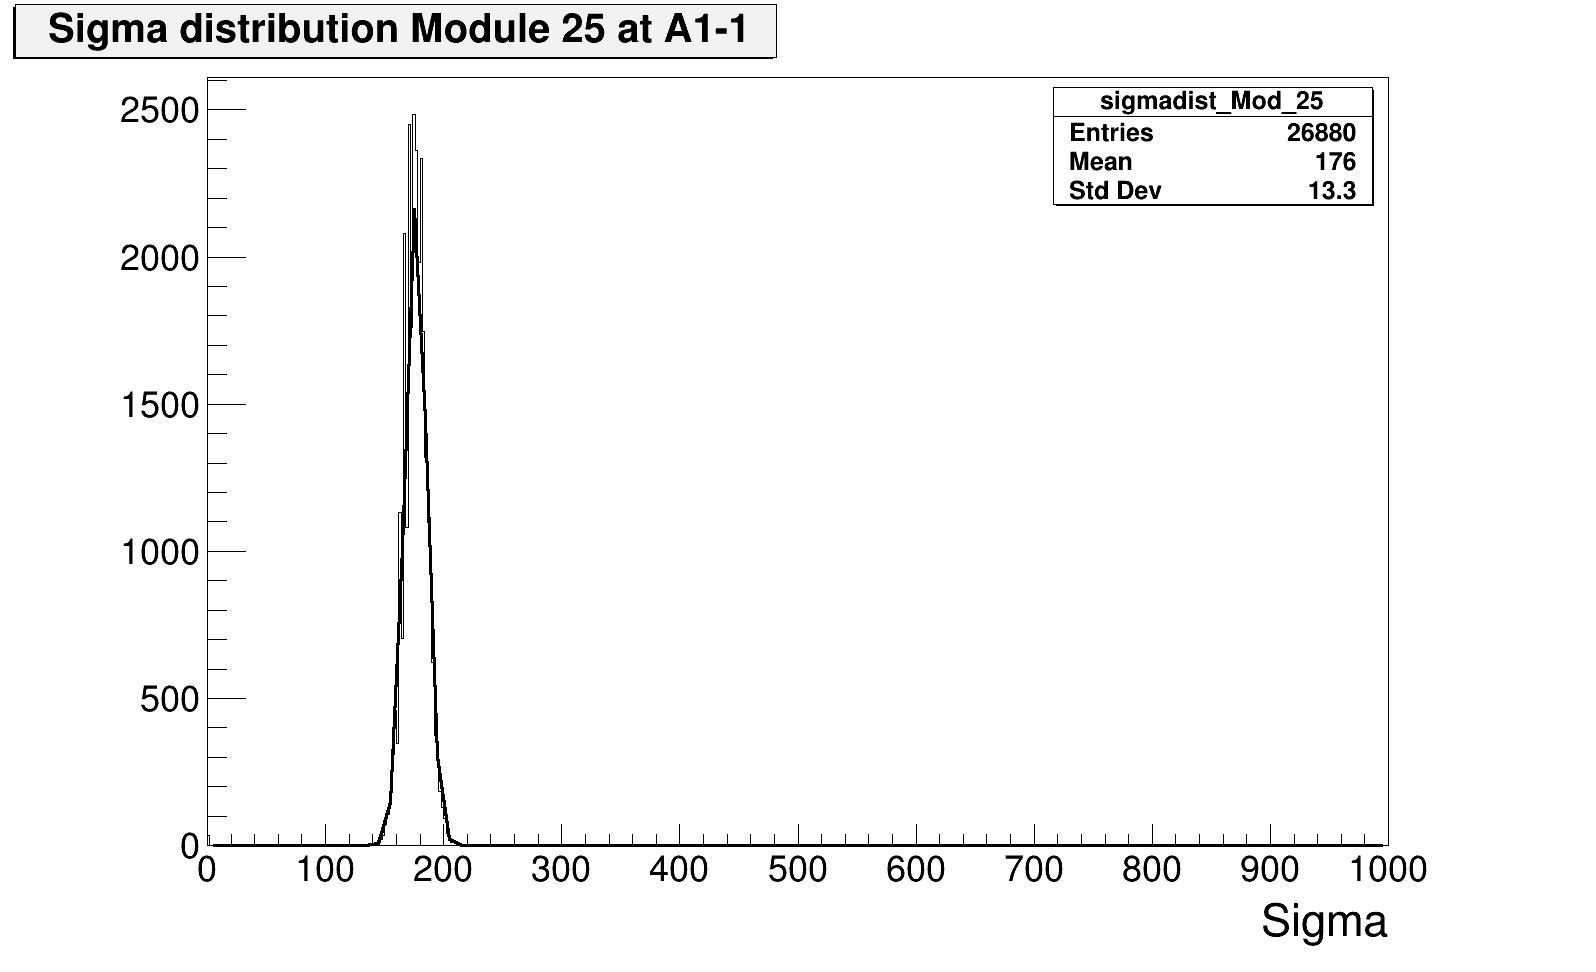 Sigma distribution Module 25 at A1-1
sigmadist_Mod_25
Entries 26880
Mean 176
Std Dev 13.3
2500
2000
1500
1000
500
0
0 100 200 300 400 500 600 700 800 900 1000
Sigma